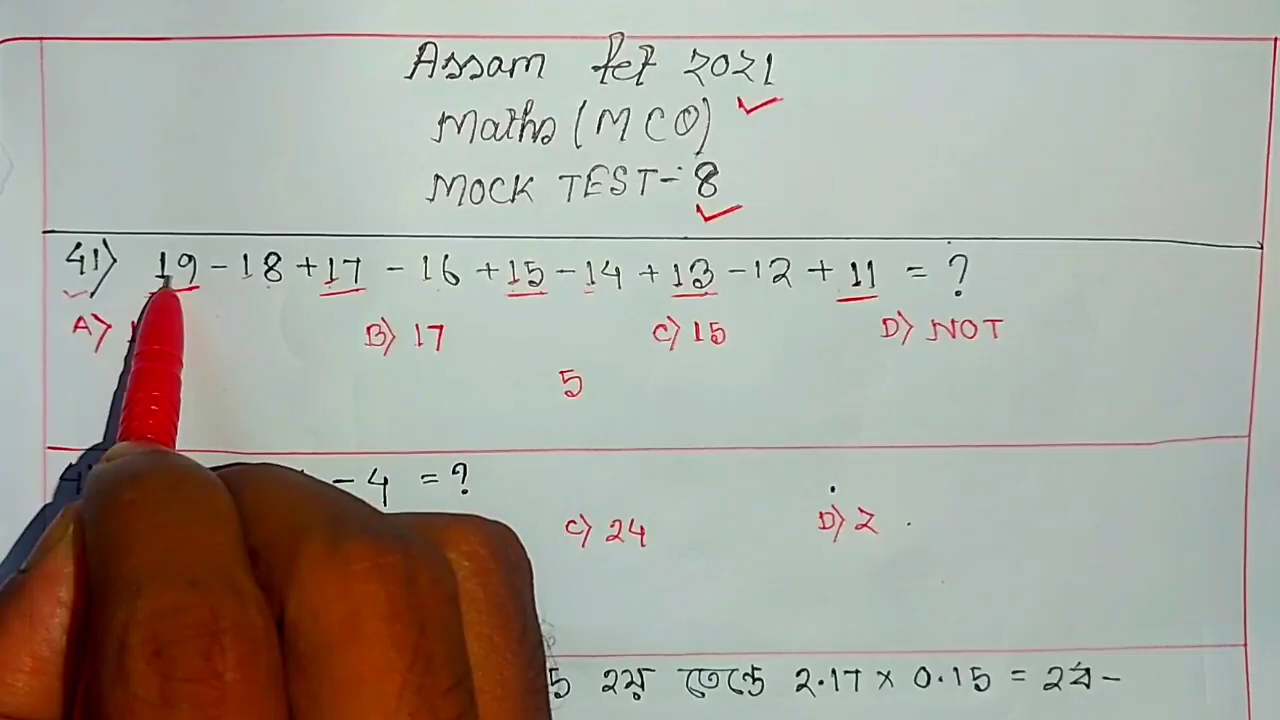 Assam Tet 2021
Maths (MCQ)
MOCK TEST- 8
41) 19 - 18 + 17 - 16 + 15 - 14 + 13 - 12 + 11 = ?
A) B) 17 C) 15 D) NOT
5
- 4 = ?
C) 24 D) 2
5 হয় তেন্তে 2.17 × 0.15 =